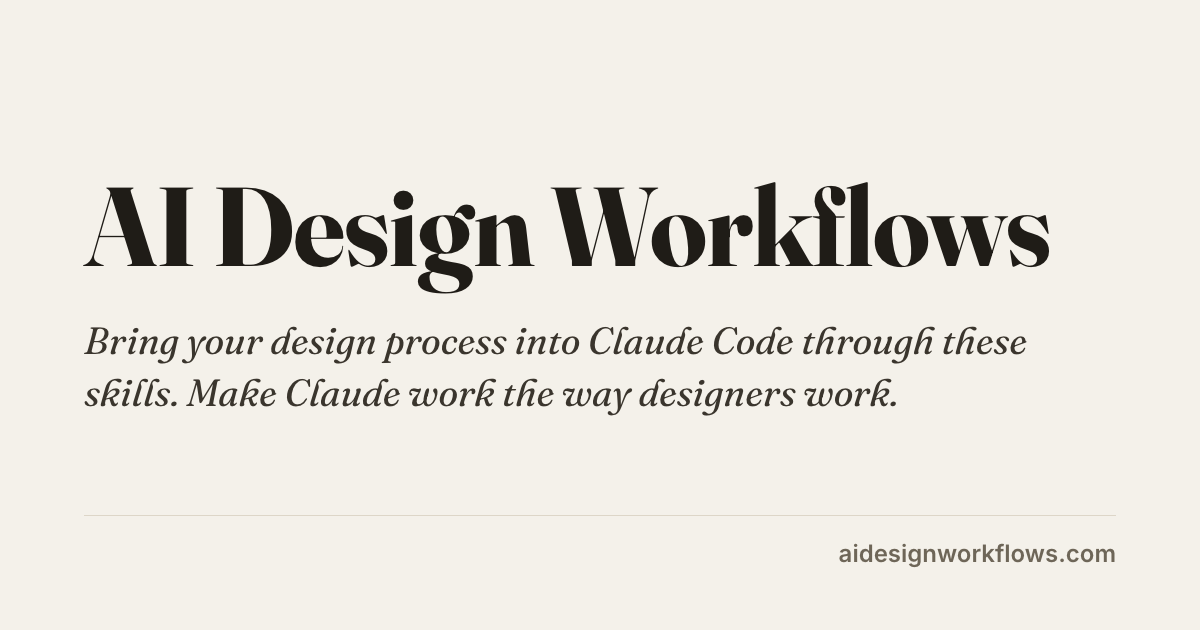 AI Design Workflows
Bring your design process into Claude Code through these
skills. Make Claude work the way designers work.
aidesignworkflows.com